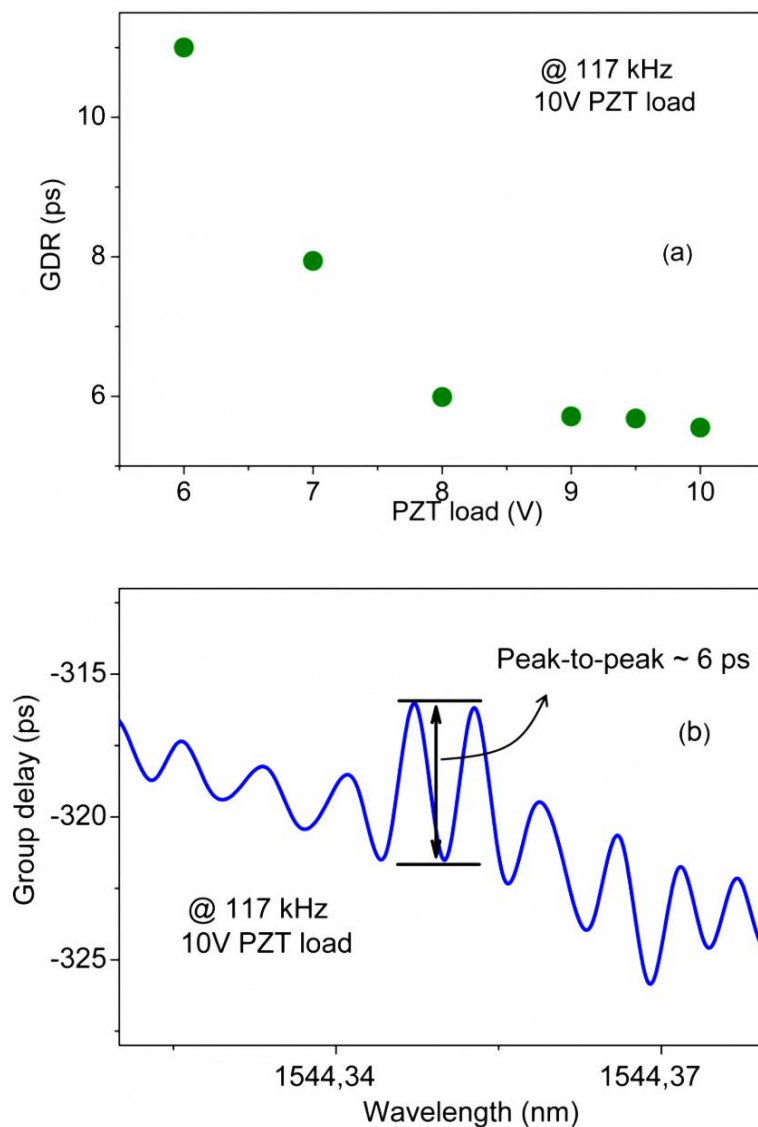 @ 117 kHz
10V PZT load
10
8
6
GDR (ps)
(a)
6 7 8 9 10
PZT load (V)
-315
-320
-325
Group delay (ps)
Peak-to-peak ~ 6 ps
(b)
@ 117 kHz
10V PZT load
1544,34 1544,37
Wavelength (nm)